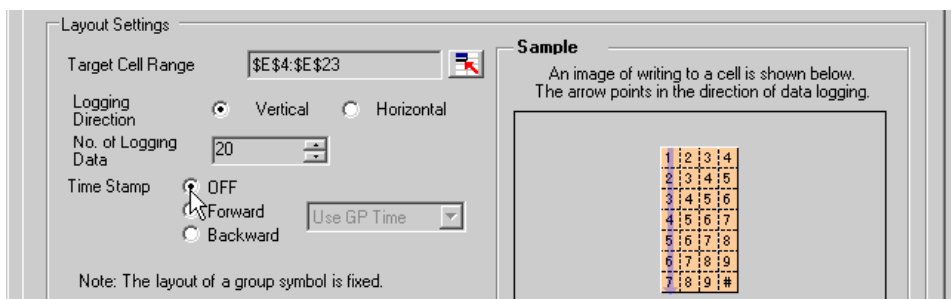 Layout Settings
Target Cell Range $E$4:$E$23
Logging Direction Vertical Horizontal
No. of Logging Data 20
Time Stamp OFF
Forward Use GP Time
Backward
Note: The layout of a group symbol is fixed.
Sample
An image of writing to a cell is shown below.
The arrow points in the direction of data logging.
1 2 3 4
2 3 4 5
3 4 5 6
4 5 6 7
5 6 7 8
6 7 8 9
7 8 9 #